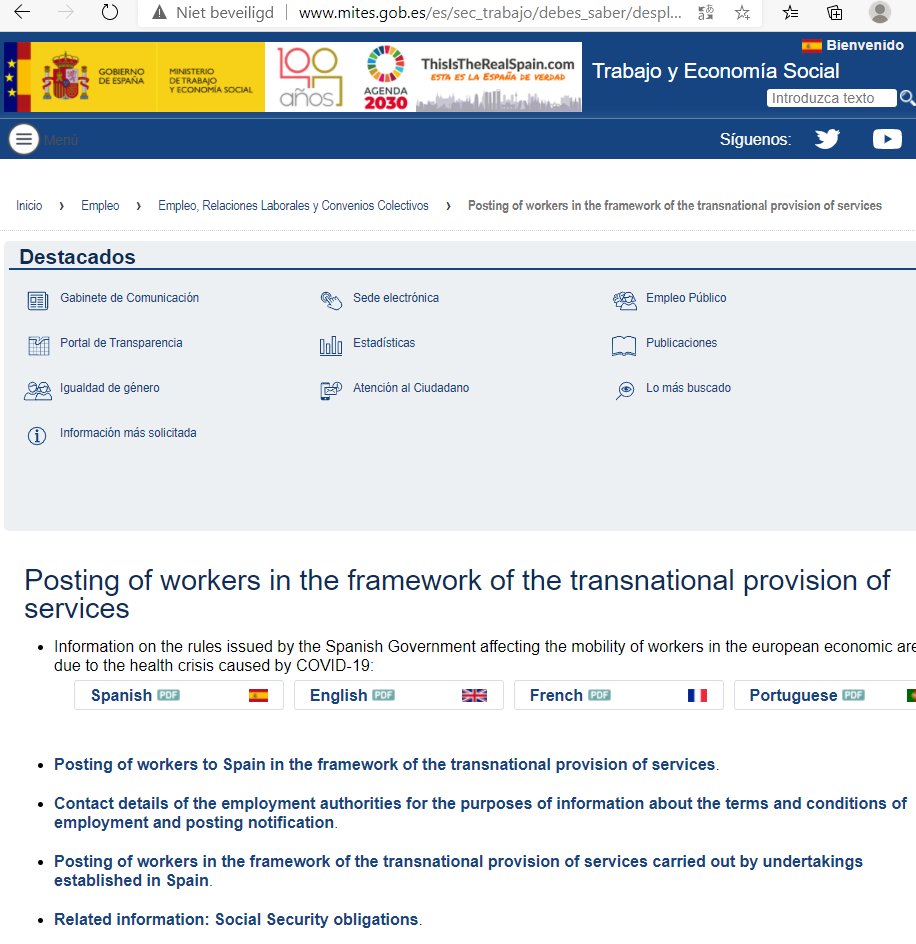 Niet beveiligd
www.mites.gob.es/es/sec_trabajo/debes_saber/despl...
GOBIERNO
DE ESPAÑA
MINISTERIO
DE TRABAJO
Y ECONOMÍA SOCIAL
100
años
AGENDA
2030
ThisIsTheRealSpain.com
ESTA ES LA ESPAÑA DE VERDAD
Bienvenido
Trabajo y Economía Social
Introduzca texto
Menú
Síguenos:
Inicio › Empleo › Empleo, Relaciones Laborales y Convenios Colectivos › Posting of workers in the framework of the transnational provision of services
Destacados
Gabinete de Comunicación
Sede electrónica
Empleo Público
Portal de Transparencia
Estadísticas
Publicaciones
Igualdad de género
Atención al Ciudadano
Lo más buscado
Información más solicitada
Posting of workers in the framework of the transnational provision of
services
• Information on the rules issued by the Spanish Government affecting the mobility of workers in the european economic are
due to the health crisis caused by COVID-19:
Spanish PDF
English PDF
French PDF
Portuguese PDF
• Posting of workers to Spain in the framework of the transnational provision of services.
• Contact details of the employment authorities for the purposes of information about the terms and conditions of
employment and posting notification.
• Posting of workers in the framework of the transnational provision of services carried out by undertakings
established in Spain.
• Related information: Social Security obligations.